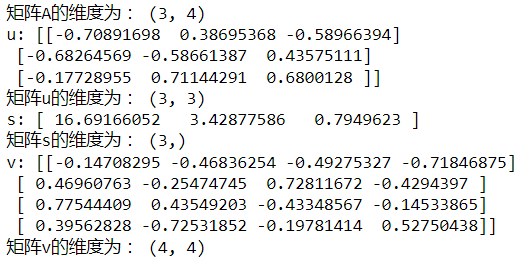 矩阵A的维度为： (3, 4)
u: [[-0.70891698  0.38695368 -0.58966394]
 [-0.68264569 -0.58661387  0.43575111]
 [-0.17728955  0.71144291  0.6800128 ]]
矩阵u的维度为： (3, 3)
s: [ 16.69166052   3.42877586   0.7949623 ]
矩阵s的维度为： (3,)
v: [[-0.14708295 -0.46836254 -0.49275327 -0.71846875]
 [ 0.46960763 -0.25474745  0.72811672 -0.4294397 ]
 [ 0.77544409  0.43549203 -0.43348567 -0.14533865]
 [ 0.39562828 -0.72531852 -0.19781414  0.52750438]]
矩阵v的维度为： (4, 4)